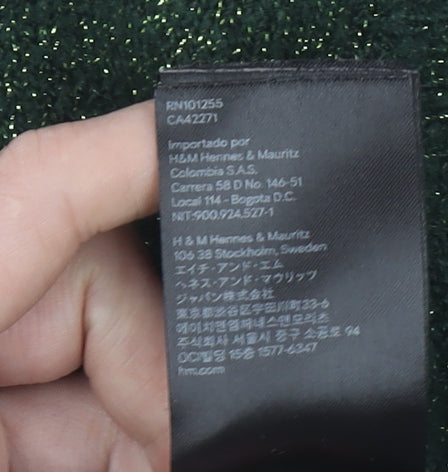 RN101255
CA42271
Importado por
H&M Hennes & Mauritz
Colombia S.A.S.
Carrera 58 D No. 146-51
Local 114 - Bogota D.C.
NIT:900.924.527-1
H & M Hennes & Mauritz
106 38 Stockholm, Sweden
エイチ・アンド・エム
ヘネス・アンド・マウリッツ
ジャパン株式会社
東京都渋谷区宇田川町33-6
에이치앤엠헤네스앤모리츠
주식회사 서울시 중구 소공로 94
OCI빌딩 15층 1577-6347
hm.com